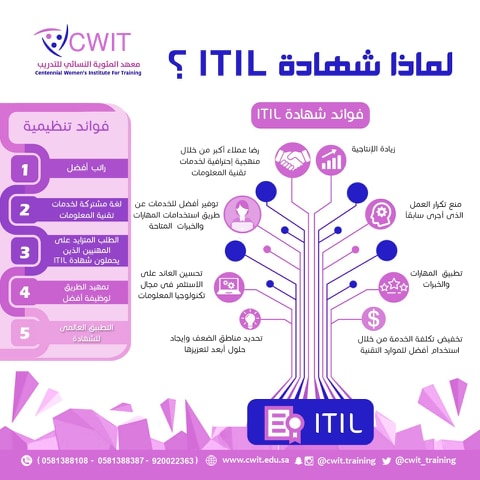 CWIT
معهد المئوية النسائي للتدريب
Centennial Women's Institute For Training
لماذا شهادة ITIL ؟
فوائد شهادة ITIL
زيادة الإنتاجية
منع تكرار العمل
الذى أجرى سابقاً
تطبيق المهارات
والخبرات
تخفيض تكلفة الخدمة من خلال
استخدام أفضل للموارد التقنية
رضا عملاء أكبر من خلال
منهجية إحترافية لخدمات
تقنية المعلومات
توفير أفضل للخدمات عن
طريق استخدامات المهارات
والخبرات المتاحة
تحسين العائد على
الاستثمر في مجال
تكنولوجيا المعلومات
تحديد مناطق الضعف وإيجاد
حلول أبعد لتعزيزها
فوائد تنظيمية
1 راتب أفضل
2 لغة مشتركة لخدمات
تقنية المعلومات
3 الطلب المتزايد على
المهنيين الذين
يحملون شهادة ITIL
4 تمهيد الطريق
لوظيفة أفضل
5 التطبيق العالمي
للشهادة
ITIL
( 0581388108 - 0581388387 - 920022363 ) www.cwit.edu.sa @cwit.training @cwit_training